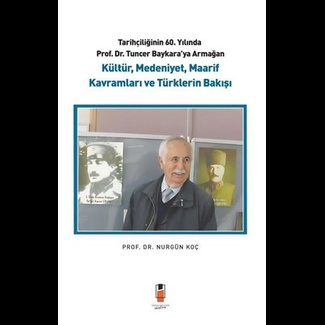 Tarihçiliğinin 60. Yılında
Prof. Dr. Tuncer Baykara'ya Armağan
Kültür, Medeniyet, Maarif
Kavramları ve Türklerin Bakışı
PROF. DR. NURGÜN KOÇ